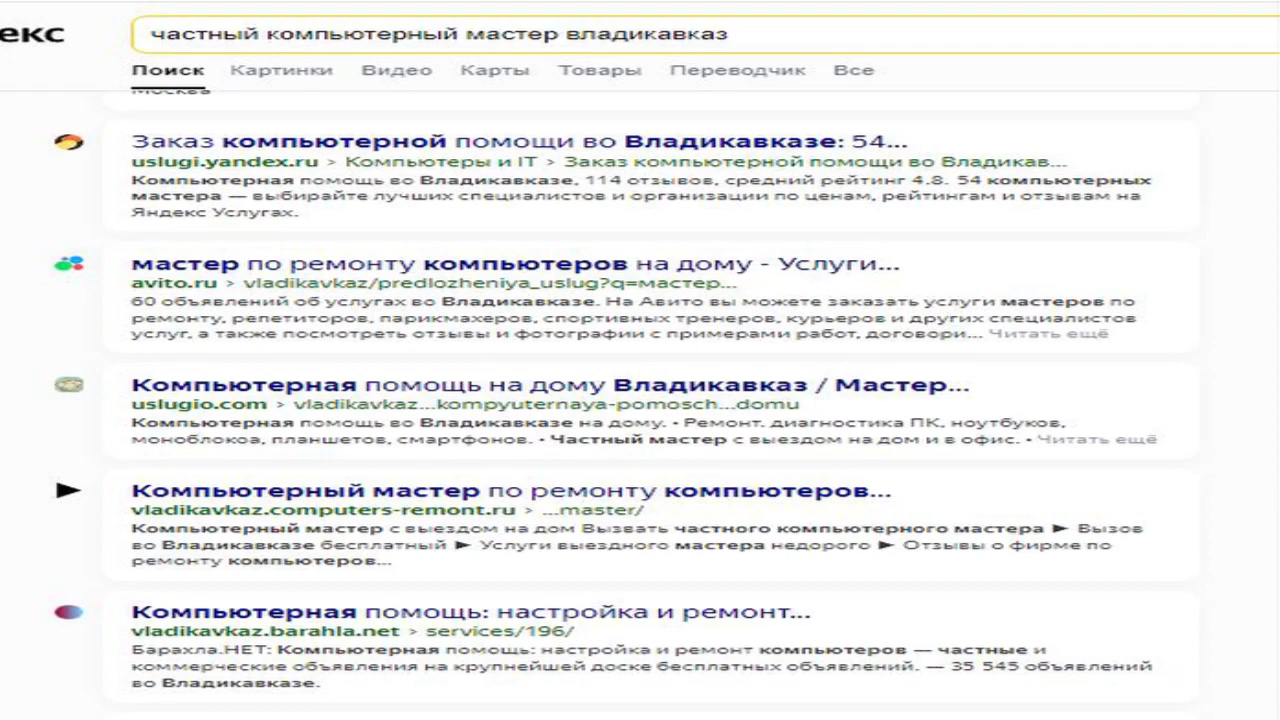 екс
частный компьютерный мастер владикавказ
Поиск Картинки Видео Карты Товары Переводчик Все
Москва
Заказ компьютерной помощи во Владикавказе: 54...
uslugi.yandex.ru > Компьютеры и IT > Заказ компьютерной помощи во Владикав...
Компьютерная помощь во Владикавказе, 114 отзывов, средний рейтинг 4.8. 54 компьютерных
мастера — выбирайте лучших специалистов и организации по ценам, рейтингам и отзывам на
Яндекс Услугах.
мастер по ремонту компьютеров на дому - Услуги...
avito.ru > vladikavkaz/predlozheniya_uslug?q=мастер...
60 объявлений об услугах во Владикавказе. На Авито вы можете заказать услуги мастеров по
ремонту, репетиторов, парикмахеров, спортивных тренеров, курьеров и других специалистов
услуг, а также посмотреть отзывы и фотографии с примерами работ, договори... Читать ещё
Компьютерная помощь на дому Владикавказ / Мастер...
uslugio.com > vladikavkaz...kompyuternaya-pomosch...domu
Компьютерная помощь во Владикавказе на дому. • Ремонт, диагностика ПК, ноутбуков,
моноблокоа, планшетов, смартфонов. • Частный мастер с выездом на дом и в офис. • Читать ещё
Компьютерный мастер по ремонту компьютеров...
vladikavkaz.computers-remont.ru > ...master/
Компьютерный мастер с выездом на дом Вызвать частного компьютерного мастера ► Вызов
во Владикавказе бесплатный ► Услуги выездного мастера недорого ► Отзывы о фирме по
ремонту компьютеров...
Компьютерная помощь: настройка и ремонт...
vladikavkaz.barahla.net > services/196/
Барахла.НЕТ: Компьютерная помощь: настройка и ремонт компьютеров — частные и
коммерческие объявления на крупнейшей доске бесплатных объявлений. — 35 545 объявлений
во Владикавказе.